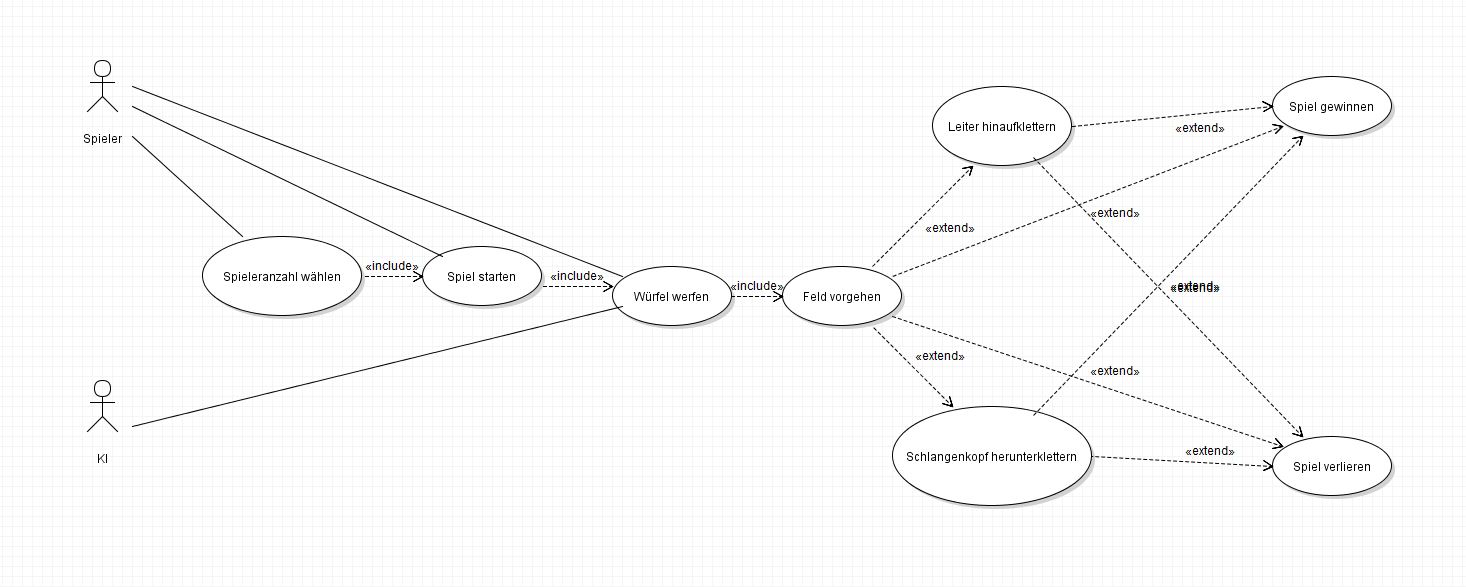 Spieler
KI
Spieleranzahl wählen
«include»
Spiel starten
«include»
Würfel werfen
«include»
Feld vorgehen
«extend»
Leiter hinaufklettern
«extend»
Spiel gewinnen
«extend»
«extend»
«extend»
«extend»
«extend»
Schlangenkopf herunterklettern
«extend»
Spiel verlieren